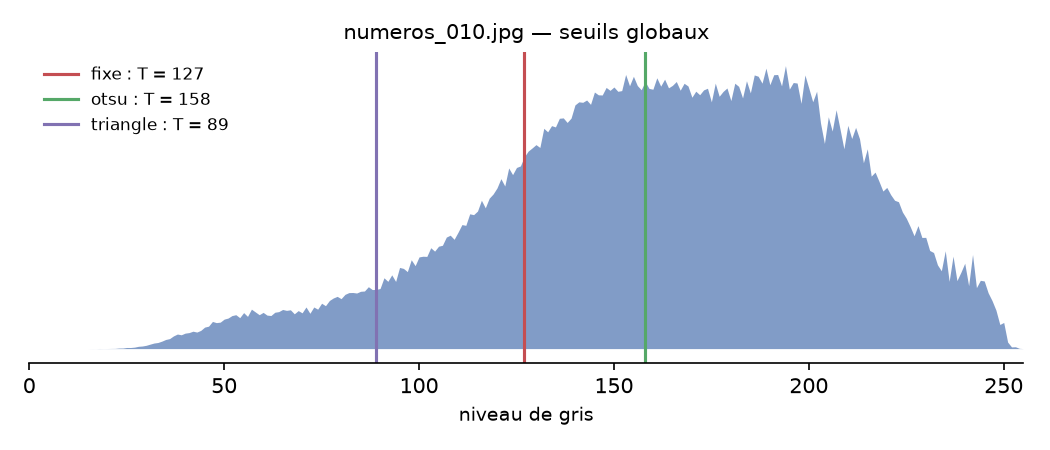 numeros_010.jpg — seuils globaux
fixe : T = 127
otsu : T = 158
triangle : T = 89
0 50 100 150 200 250
niveau de gris